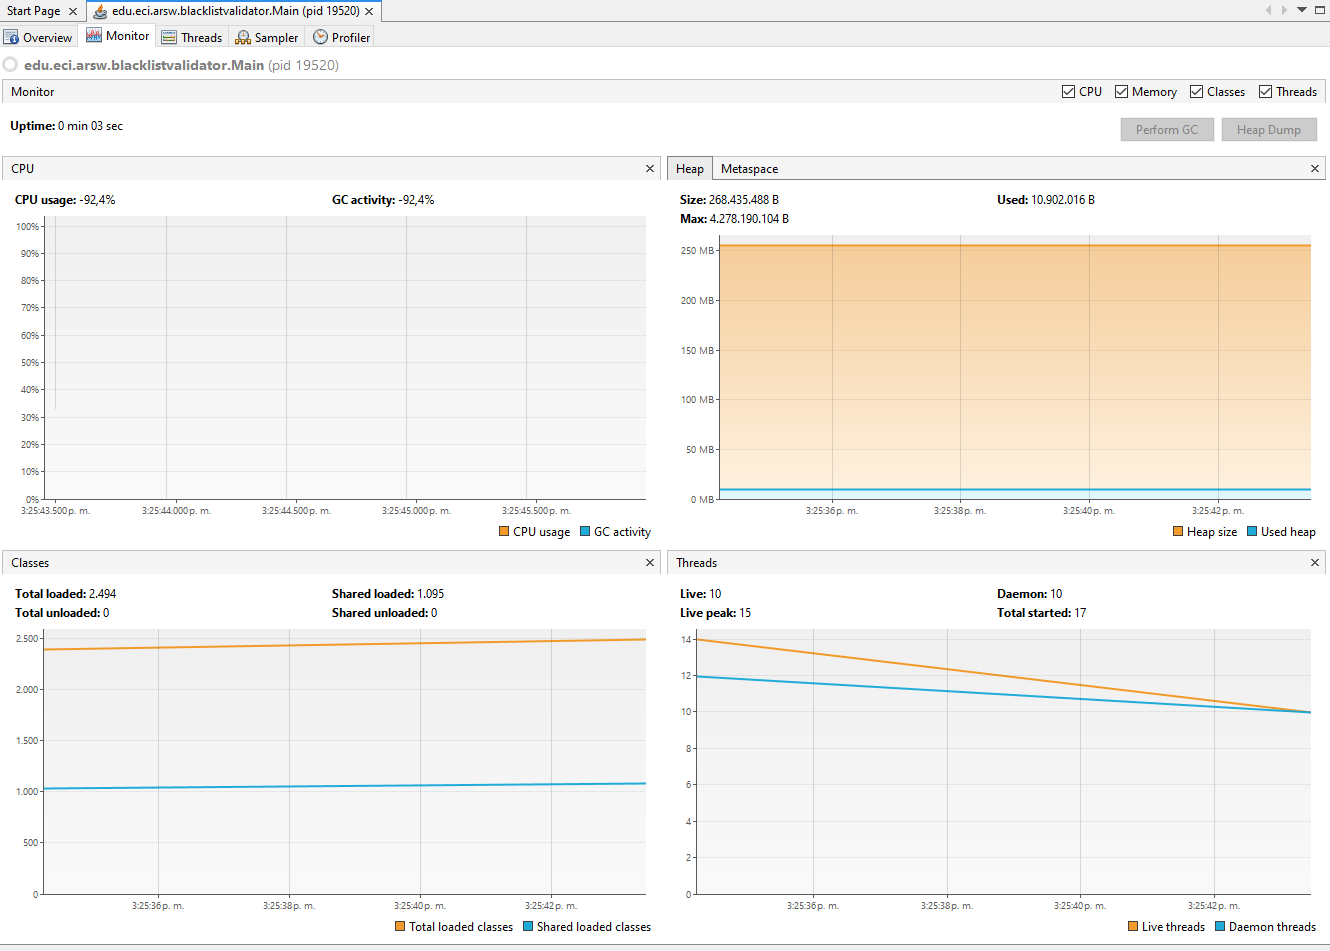 Start Page
edu.eci.arsw.blacklistvalidator.Main (pid 19520)
Overview Monitor Threads Sampler Profiler
edu.eci.arsw.blacklistvalidator.Main (pid 19520)
Monitor CPU Memory Classes Threads
Uptime: 0 min 03 sec
Perform GC Heap Dump
CPU
CPU usage: -92,4% GC activity: -92,4%
100%
90%
80%
70%
60%
50%
40%
30%
20%
10%
0%
3:25:43.500 p. m. 3:25:44.000 p. m. 3:25:44.500 p. m. 3:25:45.000 p. m. 3:25:45.500 p. m.
CPU usage GC activity
Heap Metaspace
Size: 268.435.488 B Used: 10.902.016 B
Max: 4.278.190.104 B
250 MB
200 MB
150 MB
100 MB
50 MB
0 MB
3:25:36 p. m. 3:25:38 p. m. 3:25:40 p. m. 3:25:42 p. m.
Heap size Used heap
Classes
Total loaded: 2.494 Shared loaded: 1.095
Total unloaded: 0 Shared unloaded: 0
2.500
2.000
1.500
1.000
500
0
3:25:36 p. m. 3:25:38 p. m. 3:25:40 p. m. 3:25:42 p. m.
Total loaded classes Shared loaded classes
Threads
Live: 10 Daemon: 10
Live peak: 15 Total started: 17
14
12
10
8
6
4
2
0
3:25:36 p. m. 3:25:38 p. m. 3:25:40 p. m. 3:25:42 p. m.
Live threads Daemon threads